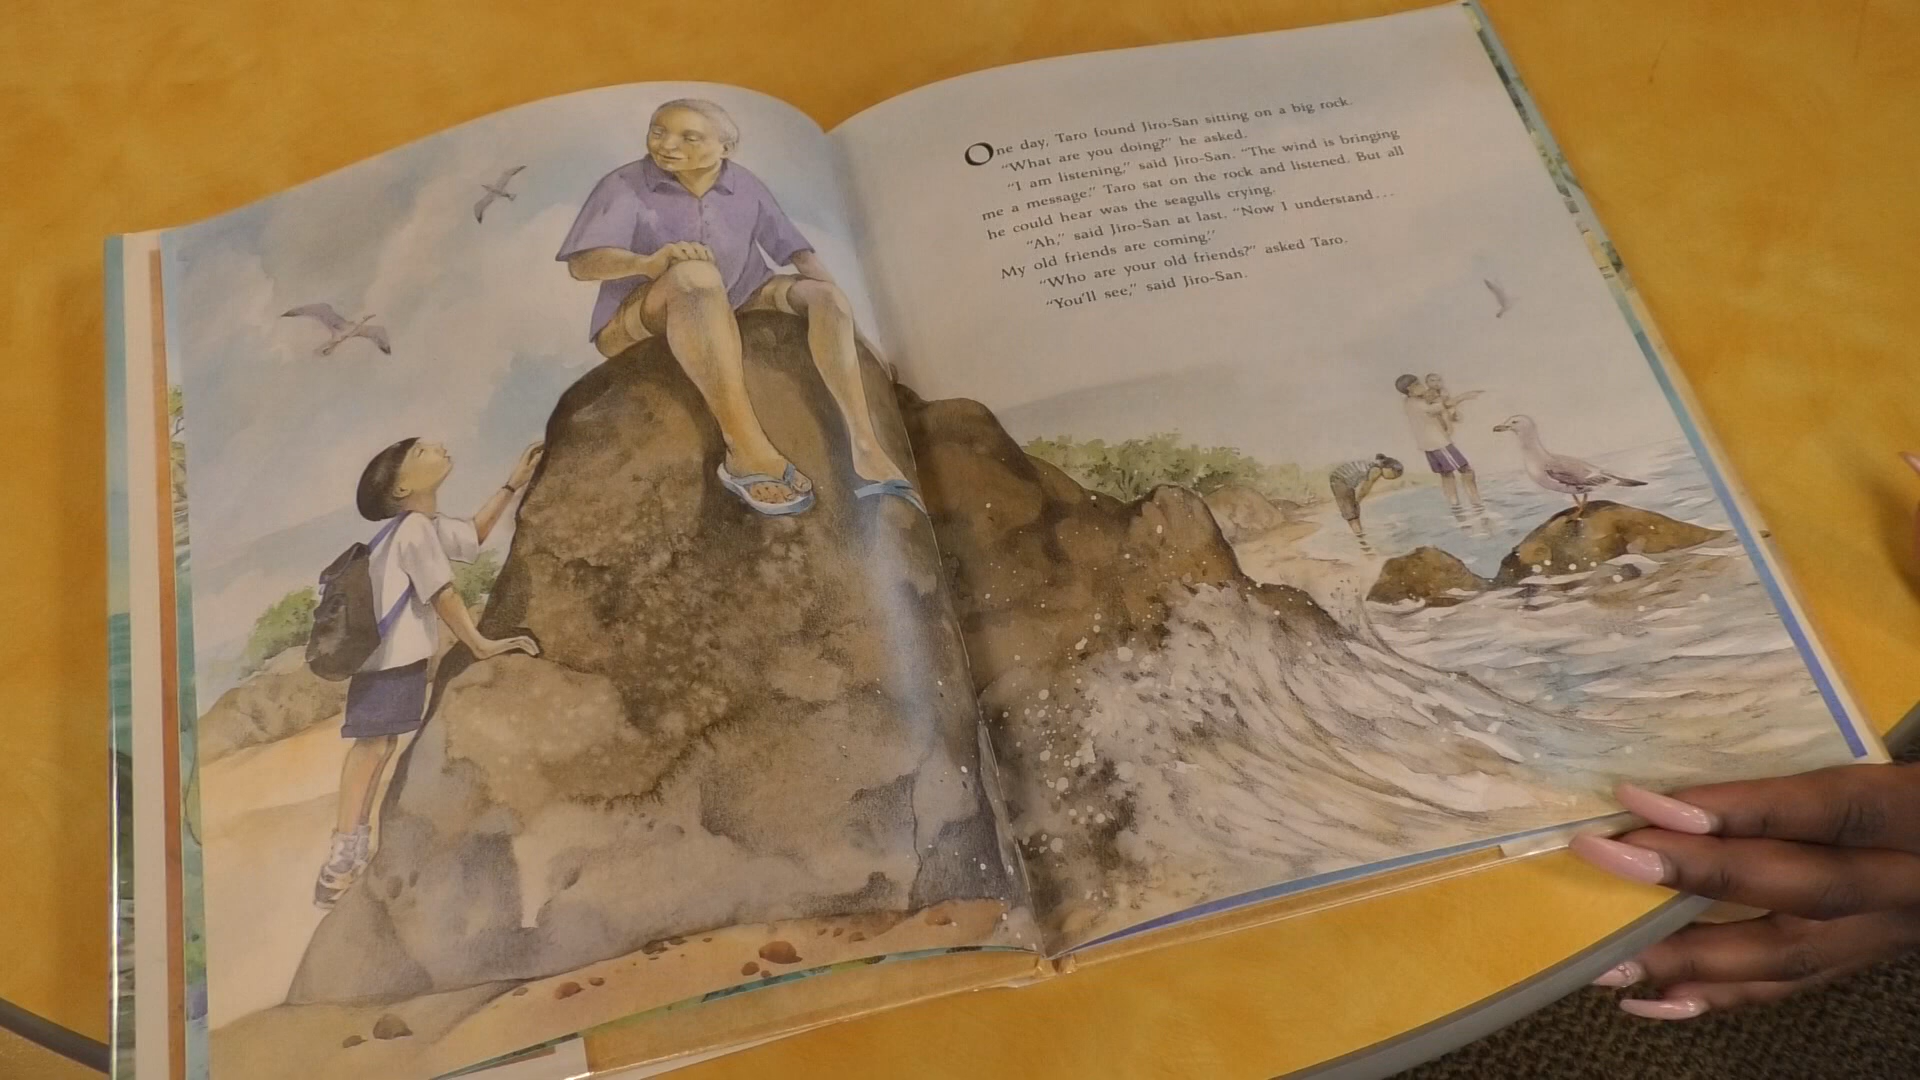 One day, Taro found Jiro-San sitting on a big rock.
"What are you doing?" he asked.
"I am listening," said Jiro-San. "The wind is bringing
me a message." Taro sat on the rock and listened. But all
he could hear was the seagulls crying.
"Ah," said Jiro-San at last. "Now I understand...
My old friends are coming."
"Who are your old friends?" asked Taro.
"You'll see," said Jiro-San.